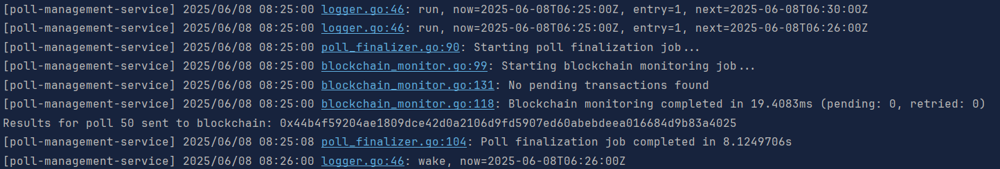 [poll-management-service] 2025/06/08 08:25:00 logger.go:46: run, now=2025-06-08T06:25:00Z, entry=1, next=2025-06-08T06:30:00Z
[poll-management-service] 2025/06/08 08:25:00 logger.go:46: run, now=2025-06-08T06:25:00Z, entry=1, next=2025-06-08T06:26:00Z
[poll-management-service] 2025/06/08 08:25:00 poll_finalizer.go:90: Starting poll finalization job...
[poll-management-service] 2025/06/08 08:25:00 blockchain_monitor.go:99: Starting blockchain monitoring job...
[poll-management-service] 2025/06/08 08:25:00 blockchain_monitor.go:131: No pending transactions found
[poll-management-service] 2025/06/08 08:25:00 blockchain_monitor.go:118: Blockchain monitoring completed in 19.4083ms (pending: 0, retried: 0)
Results for poll 50 sent to blockchain: 0x44b4f59204ae1809dce42d0a2106d9fd5907ed60abebdeea016684d9b83a4025
[poll-management-service] 2025/06/08 08:25:08 poll_finalizer.go:104: Poll finalization job completed in 8.1249706s
[poll-management-service] 2025/06/08 08:26:00 logger.go:46: wake, now=2025-06-08T06:26:00Z